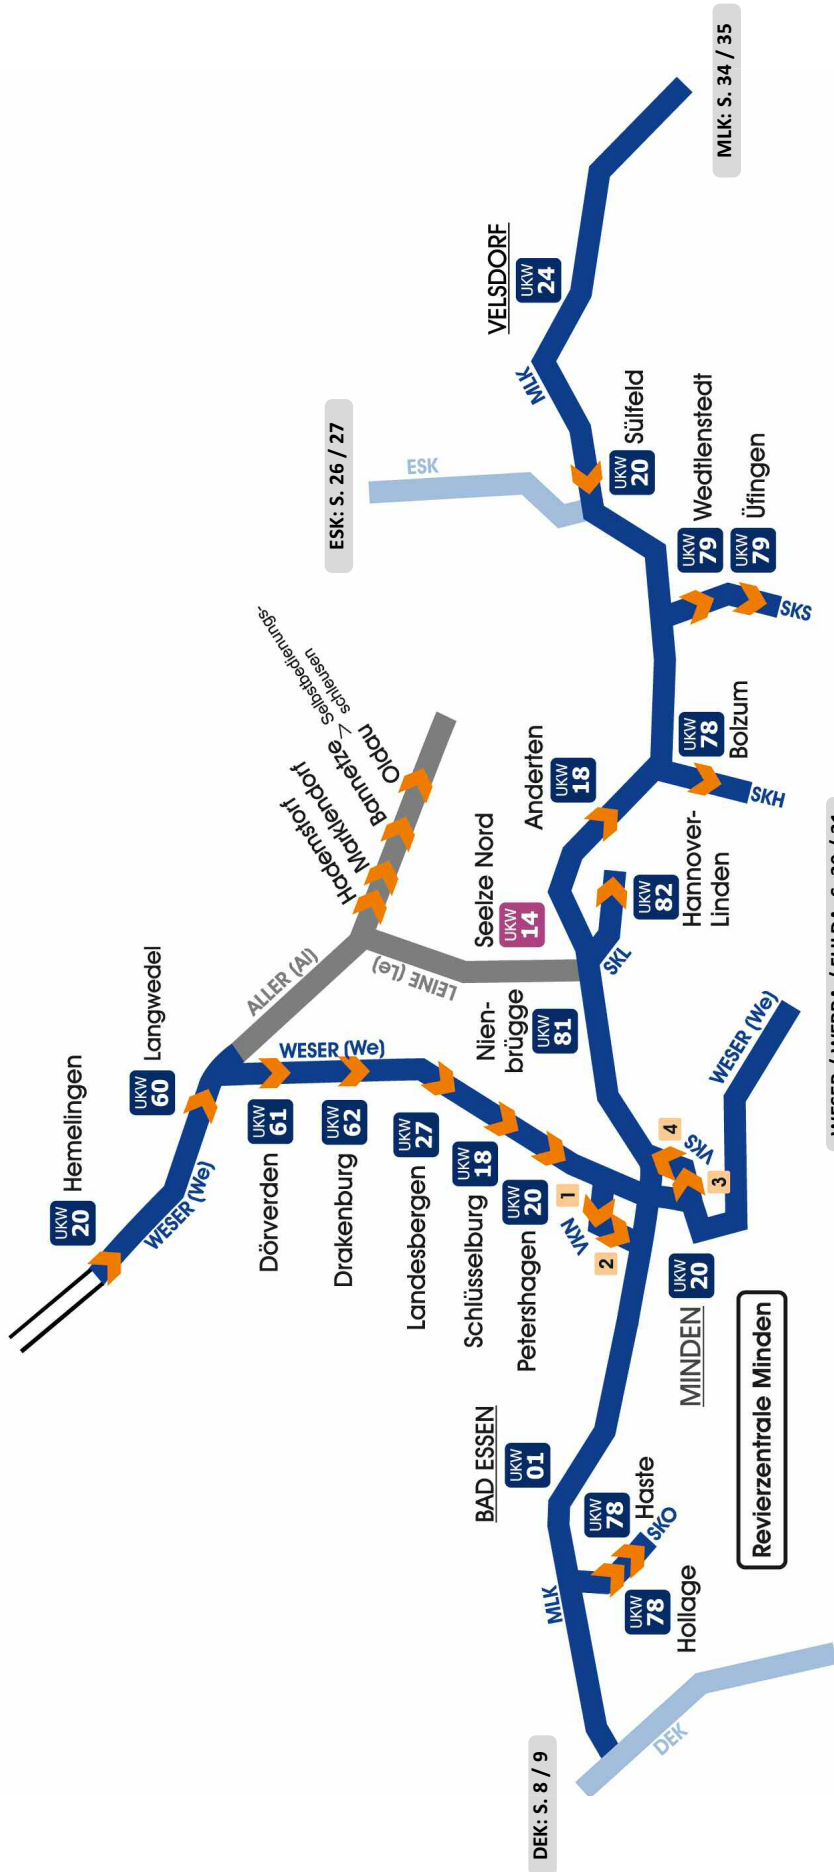 MLK: S. 34 / 35
ESK: S. 26 / 27
DEK: S. 8 / 9
UKW
20
Hemelingen
WESER (We)
UKW
60
Langwedel
ALLER (Al)
Hademstorf
Marklendorf
Bannetze
Oldau
> Selbstbedienungs-
schleusen
LEINE (Le)
WESER (We)
UKW
61
Dörverden
UKW
62
Drakenburg
UKW
27
Landesbergen
UKW
18
Schlüsselburg
UKW
20
Petershagen
1
VKN
2
VKS
4
3
UKW
20
MINDEN
WESER (We)
Revierzentrale Minden
BAD ESSEN
UKW
01
MLK
UKW
78
Haste
SKO
UKW
78
Hollage
DEK
Nien-
brügge
UKW
81
Seelze Nord
UKW
14
SKL
UKW
82
Hannover-
Linden
Anderten
UKW
18
UKW
78
Bolzum
SKH
UKW
79
Wedtlenstedt
UKW
79
Üfingen
SKS
ESK
UKW
20
Sülfeld
MLK
VELSDORF
UKW
24